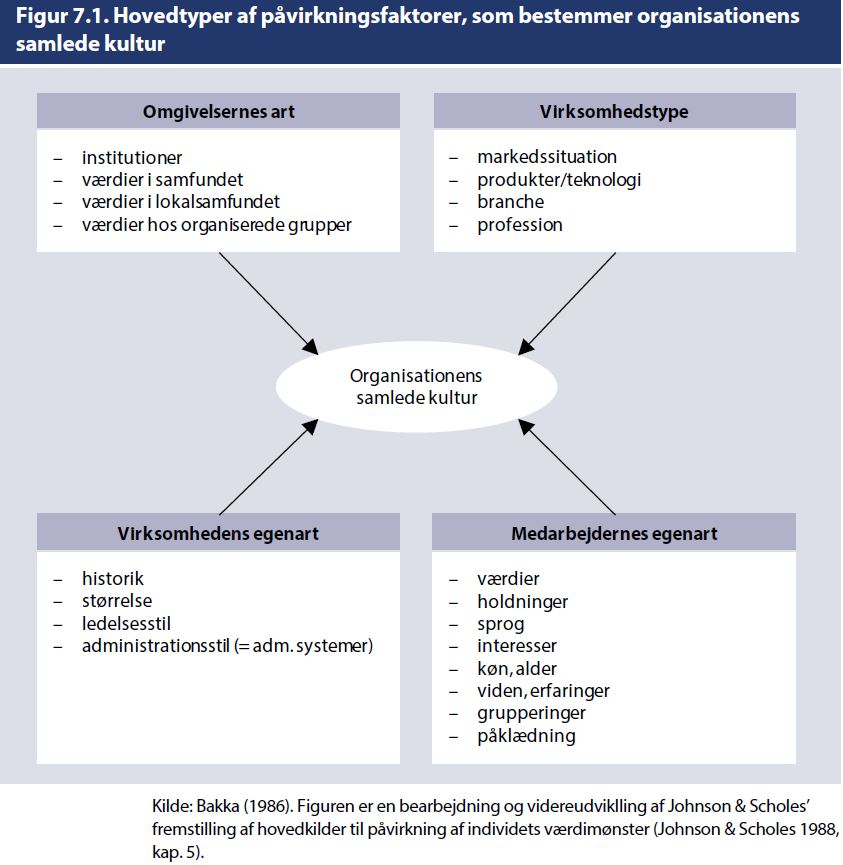 Figur 7.1. Hovedtyper af påvirkningsfaktorer, som bestemmer organisationens
samlede kultur
Omgivelsernes art
– institutioner
– værdier i samfundet
– værdier i lokalsamfundet
– værdier hos organiserede grupper
Virksomhedstype
– markedssituation
– produkter/teknologi
– branche
– profession
Organisationens
samlede kultur
Virksomhedens egenart
– historik
– størrelse
– ledelsesstil
– administrationsstil (= adm. systemer)
Medarbejdernes egenart
– værdier
– holdninger
– sprog
– interesser
– køn, alder
– viden, erfaringer
– grupperinger
– påklædning
Kilde: Bakka (1986). Figuren er en bearbejdning og videreudviklling af Johnson & Scholes’
fremstilling af hovedkilder til påvirkning af individets værdimønster (Johnson & Scholes 1988,
kap. 5).